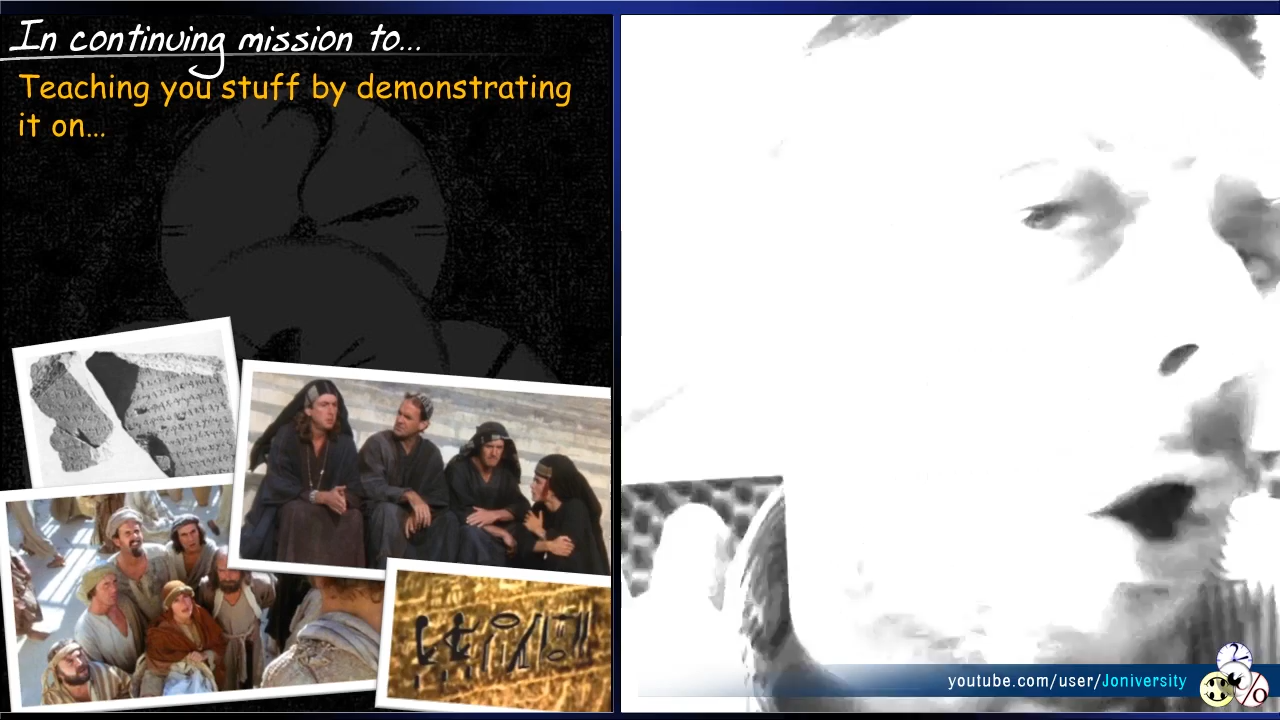 In continuing mission to...
Teaching you stuff by demonstrating
it on...
youtube.com/user/Joniversity